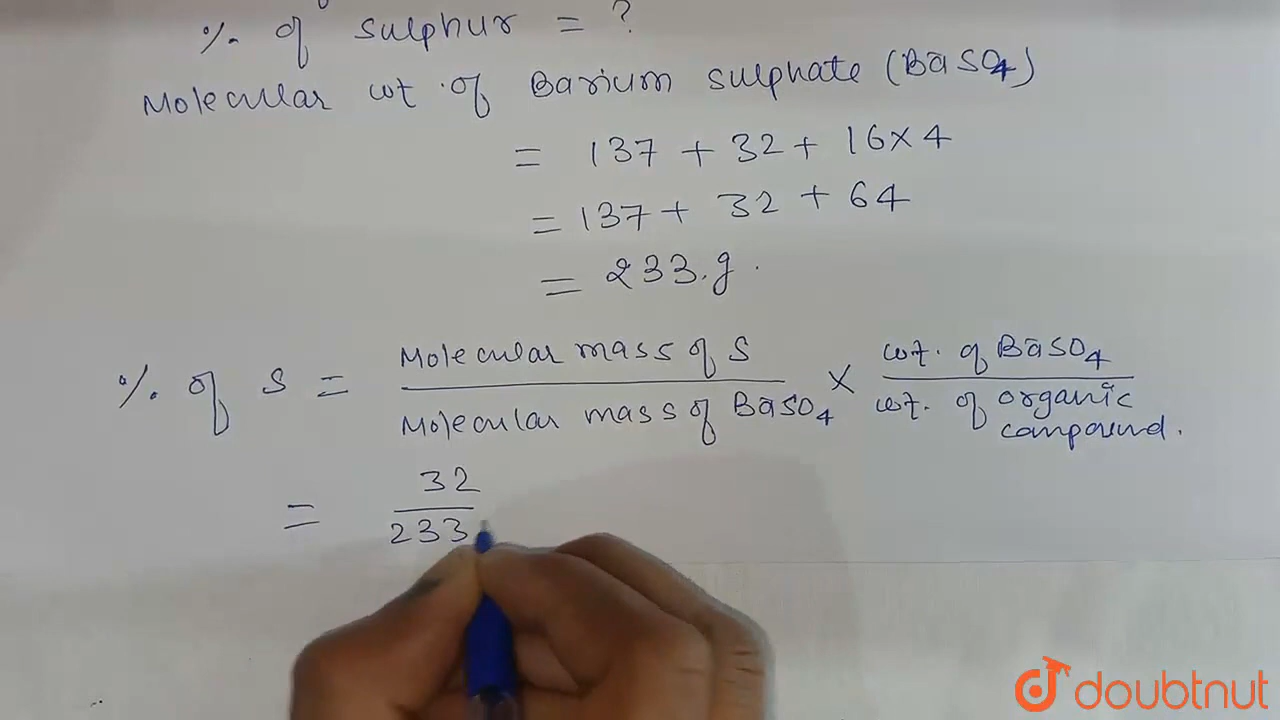 % of sulphur = ?
Molecular wt. of Barium sulphate (BaSO4)
= 137 + 32 + 16 × 4
= 137 + 32 + 64
= 233.g.
% of S = Molecular mass of S / Molecular mass of BaSO4 × wt. of BaSO4 / wt. of organic compound.
= 32 / 233
doubtnut